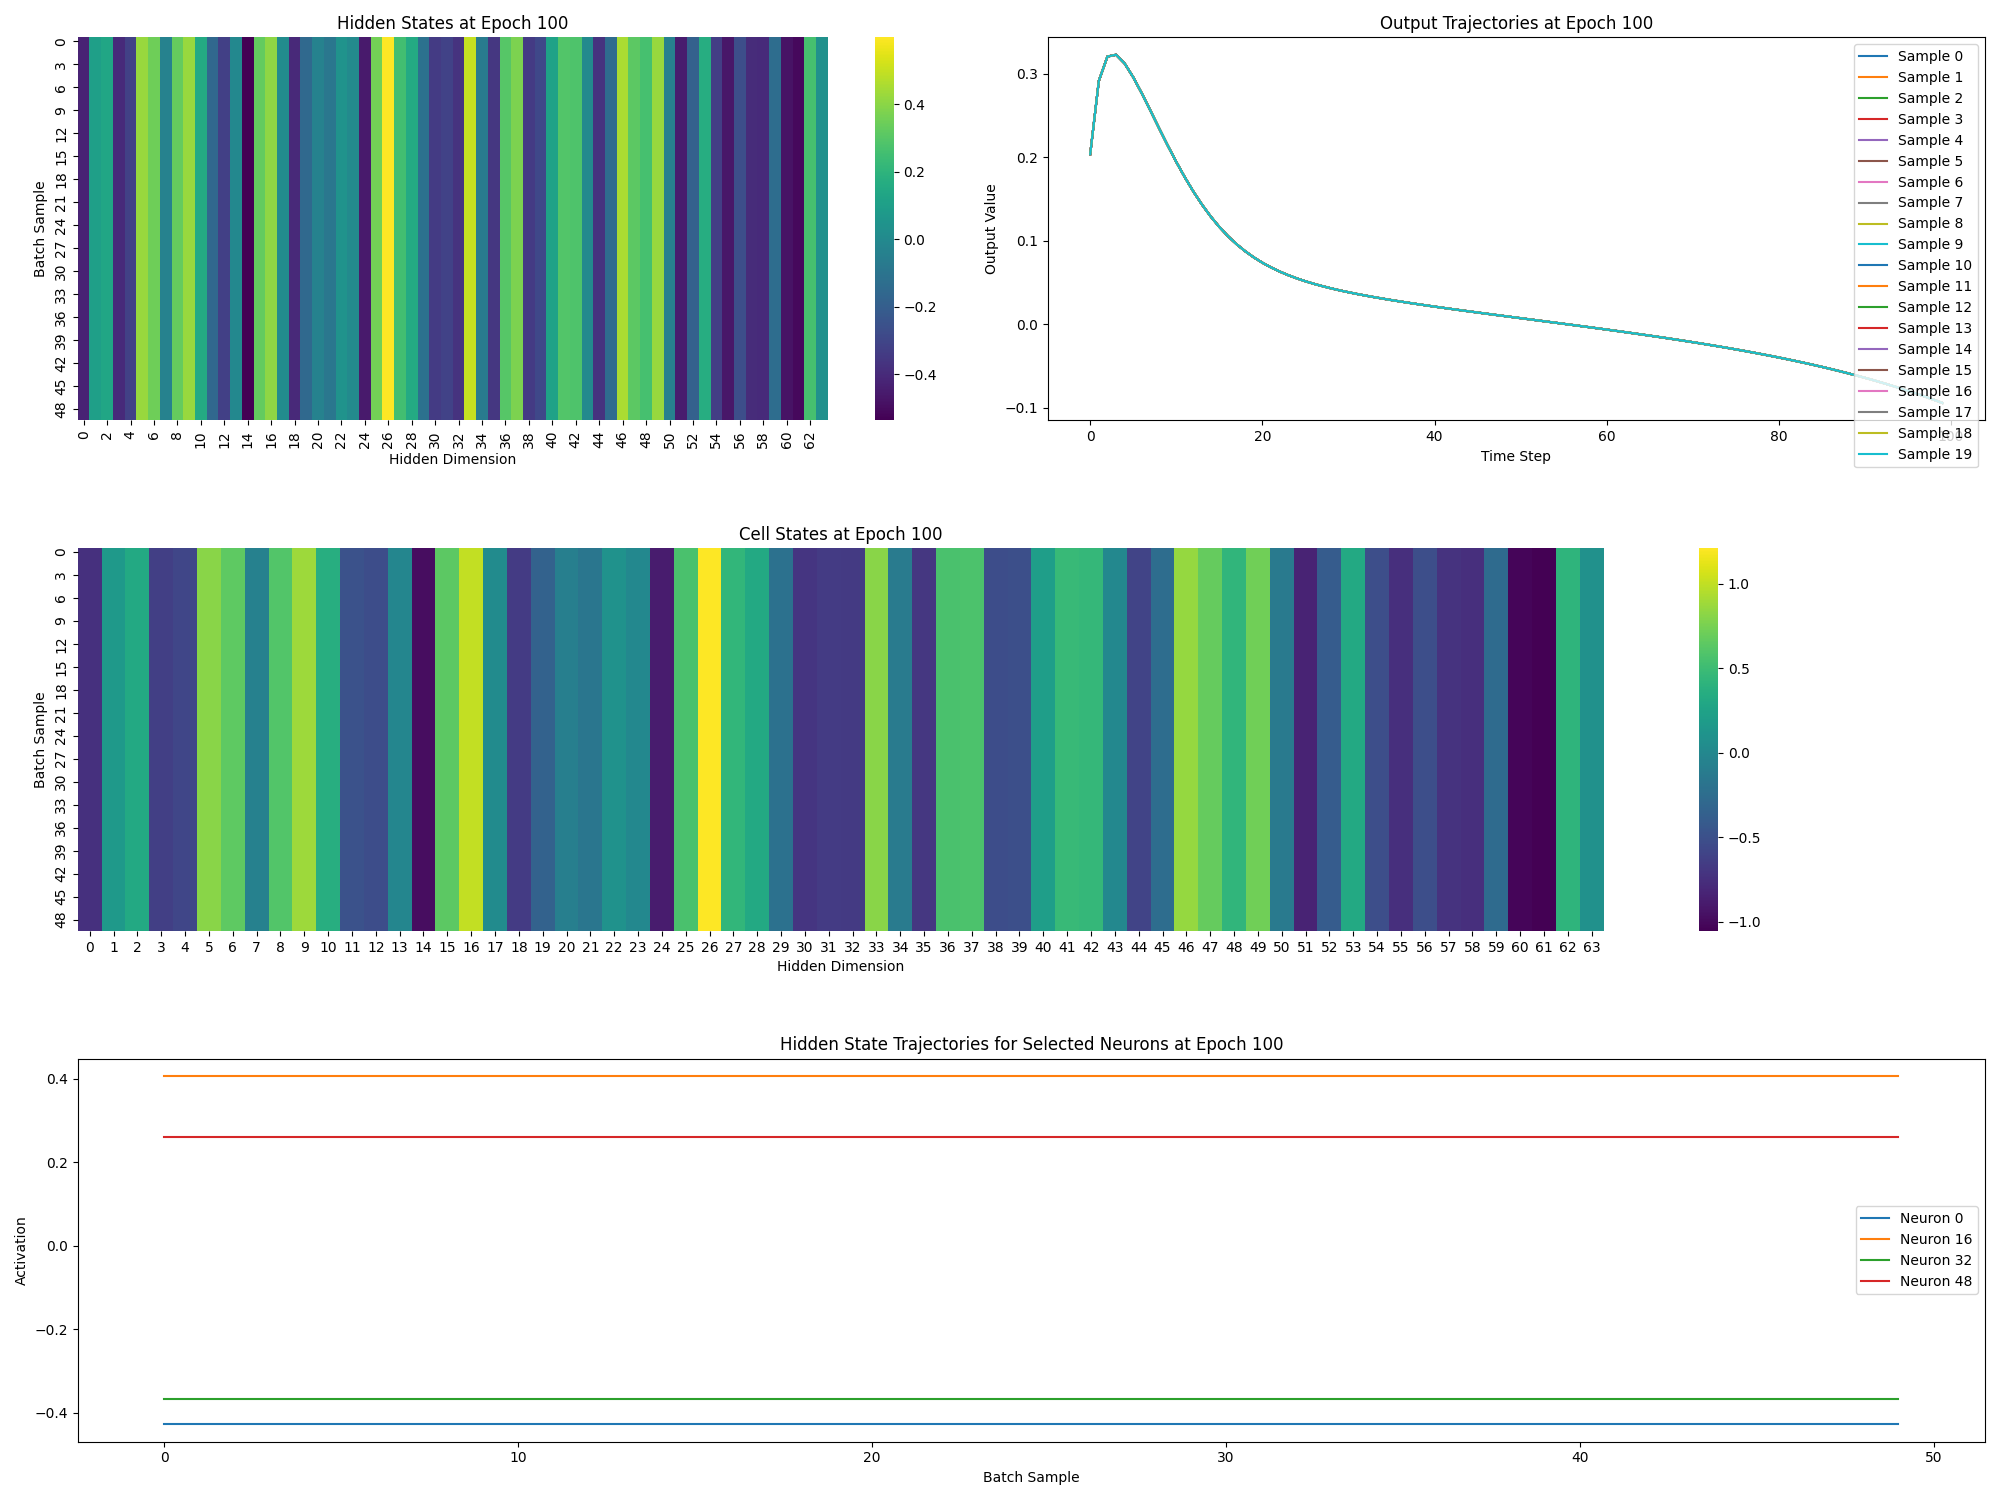 Hidden States at Epoch 100
0 3 6 9 12 15 18 21 24 27 30 33 36 39 42 45 48
Batch Sample
0 2 4 6 8 10 12 14 16 18 20 22 24 26 28 30 32 34 36 38 40 42 44 46 48 50 52 54 56 58 60 62
Hidden Dimension
0.4
0.2
0.0
−0.2
−0.4
Output Trajectories at Epoch 100
0.3
0.2
0.1
0.0
−0.1
Output Value
0 20 40 60 80 100
Time Step
Sample 0
Sample 1
Sample 2
Sample 3
Sample 4
Sample 5
Sample 6
Sample 7
Sample 8
Sample 9
Sample 10
Sample 11
Sample 12
Sample 13
Sample 14
Sample 15
Sample 16
Sample 17
Sample 18
Sample 19
Cell States at Epoch 100
0 3 6 9 12 15 18 21 24 27 30 33 36 39 42 45 48
Batch Sample
0 1 2 3 4 5 6 7 8 9 10 11 12 13 14 15 16 17 18 19 20 21 22 23 24 25 26 27 28 29 30 31 32 33 34 35 36 37 38 39 40 41 42 43 44 45 46 47 48 49 50 51 52 53 54 55 56 57 58 59 60 61 62 63
Hidden Dimension
1.0
0.5
0.0
−0.5
−1.0
Hidden State Trajectories for Selected Neurons at Epoch 100
0.4
0.2
0.0
−0.2
−0.4
Activation
0 10 20 30 40 50
Batch Sample
Neuron 0
Neuron 16
Neuron 32
Neuron 48